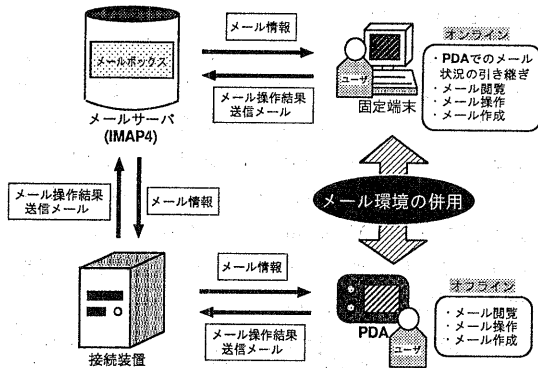 メール情報
オンライン
メールボックス
ユーザ
・PDAでのメール
状況の引き継ぎ
・メール閲覧
・メール操作
・メール作成
メール操作結果
送信メール
固定端末
メールサーバ
(IMAP4)
メール操作結果
送信メール
メール情報
メール環境の併用
メール情報
オフライン
PDA
・メール閲覧
・メール操作
・メール作成
メール操作結果
送信メール
ユーザ
接続装置